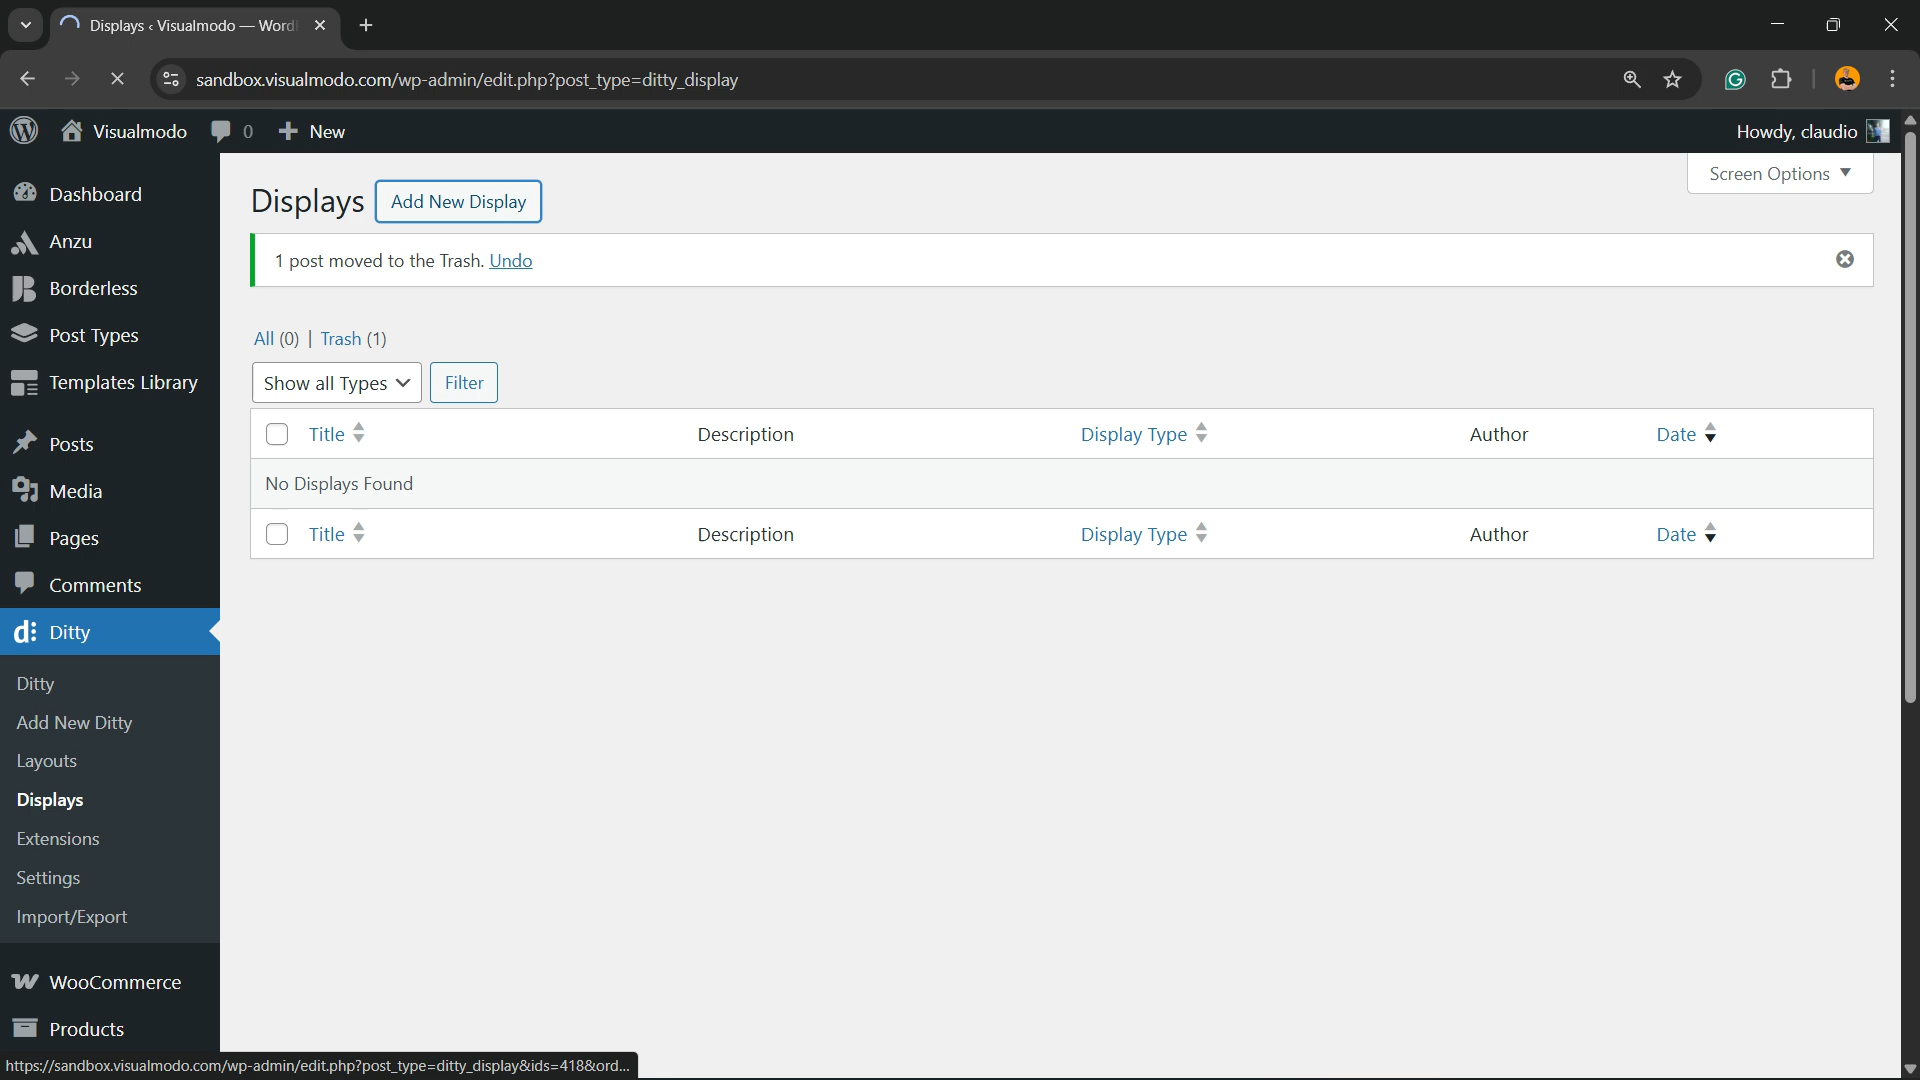 Displays ‹ Visualmodo — Word
sandbox.visualmodo.com/wp-admin/edit.php?post_type=ditty_display
Visualmodo 0 New Howdy, claudio
Screen Options
Dashboard
Anzu
Borderless
Post Types
Templates Library
Posts
Media
Pages
Comments
Ditty
Ditty
Add New Ditty
Layouts
Displays
Extensions
Settings
Import/Export
WooCommerce
Products
Displays Add New Display
1 post moved to the Trash. Undo
All (0) | Trash (1)
Show all Types Filter
Title Description Display Type Author Date
No Displays Found
Title Description Display Type Author Date
https://sandbox.visualmodo.com/wp-admin/edit.php?post_type=ditty_display&ids=418&ord...